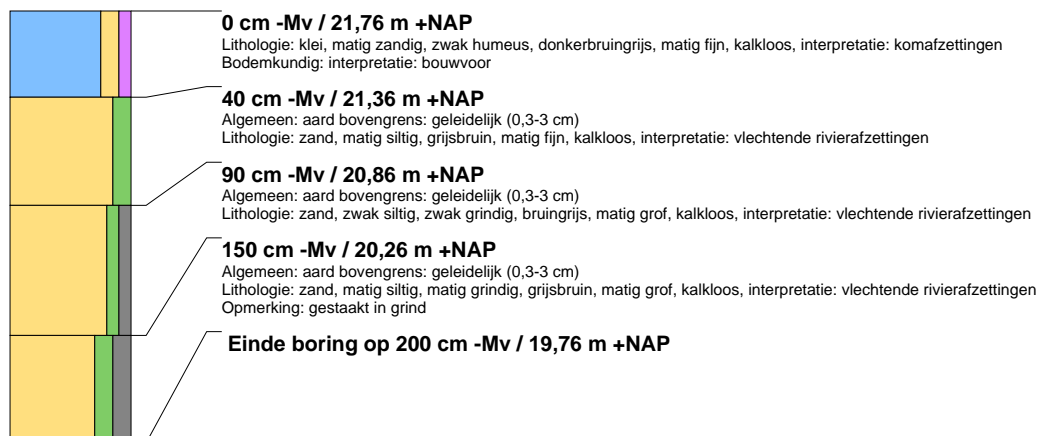 0 cm -Mv / 21,76 m +NAP
Lithologie: klei, matig zandig, zwak humeus, donkerbruingrijs, matig fijn, kalkloos, interpretatie: komafzettingen
Bodemkundig: interpretatie: bouwvoor
40 cm -Mv / 21,36 m +NAP
Algemeen: aard bovengrens: geleidelijk (0,3-3 cm)
Lithologie: zand, matig siltig, grijsbruin, matig fijn, kalkloos, interpretatie: vlechtende rivierafzettingen
90 cm -Mv / 20,86 m +NAP
Algemeen: aard bovengrens: geleidelijk (0,3-3 cm)
Lithologie: zand, zwak siltig, zwak grindig, bruingrijs, matig grof, kalkloos, interpretatie: vlechtende rivierafzettingen
150 cm -Mv / 20,26 m +NAP
Algemeen: aard bovengrens: geleidelijk (0,3-3 cm)
Lithologie: zand, matig siltig, matig grindig, grijsbruin, matig grof, kalkloos, interpretatie: vlechtende rivierafzettingen
Opmerking: gestaakt in grind
Einde boring op 200 cm -Mv / 19,76 m +NAP